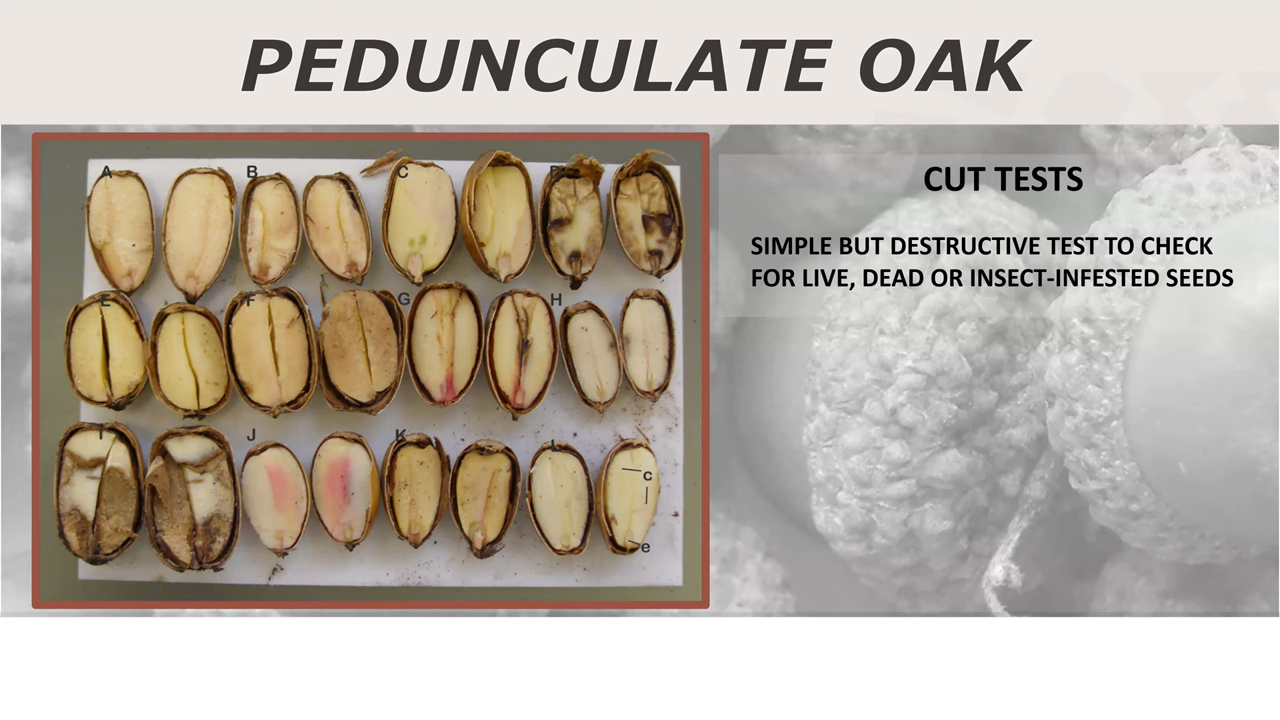 PEDUNCULATE OAK
CUT TESTS
SIMPLE BUT DESTRUCTIVE TEST TO CHECK
FOR LIVE, DEAD OR INSECT-INFESTED SEEDS
A B C D
E F G H
I J K L
c
e